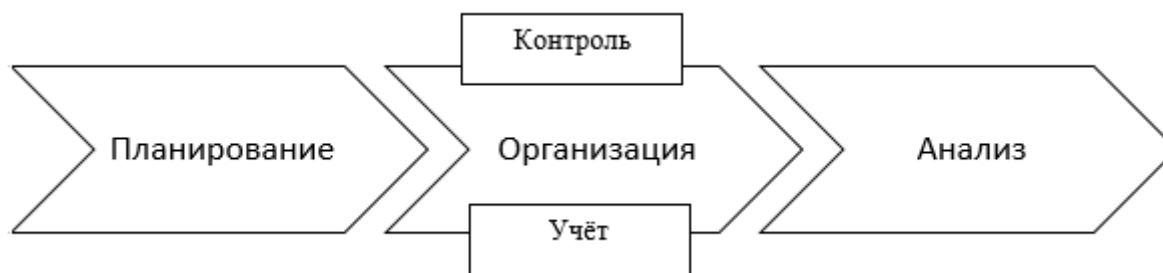 Контроль
Планирование
Организация
Анализ
Учёт